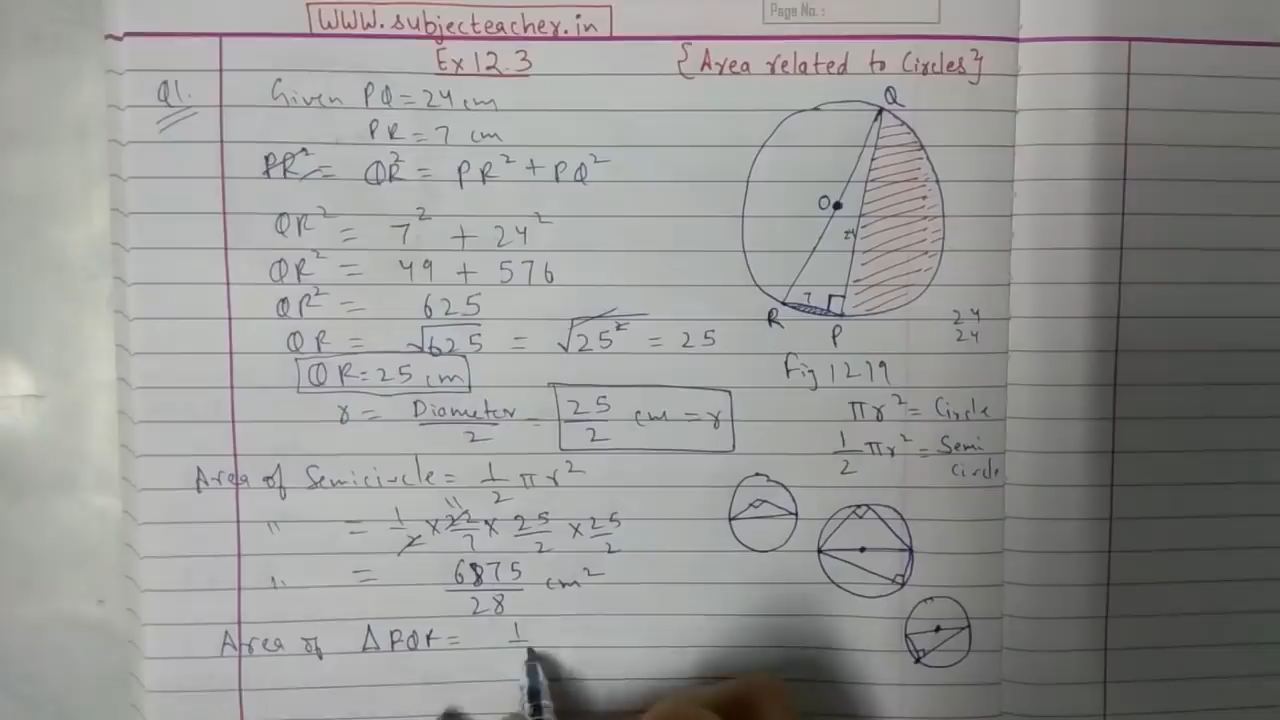 WWW.subjecteacher.in
Page No.:
Ex 12.3 {Area related to Circles}
Q1. Given PQ = 24 cm
PR = 7 cm
QR² = PR² + PQ²
QR² = 7² + 24²
QR² = 49 + 576
QR² = 625
QR = √625 = √25² = 25
QR = 25 cm
r = Diameter/2 = 25/2 cm = r
Area of Semicircle = 1/2 πr²
" = 1/2 × 22/7 × 25/2 × 25/2
11
" = 6875/28 cm²
Area of ΔPQR = 1
Q
O
24
7
R
P
24
24
Fig 12.19
πr² = Circle
1/2 πr² = Semi
circle